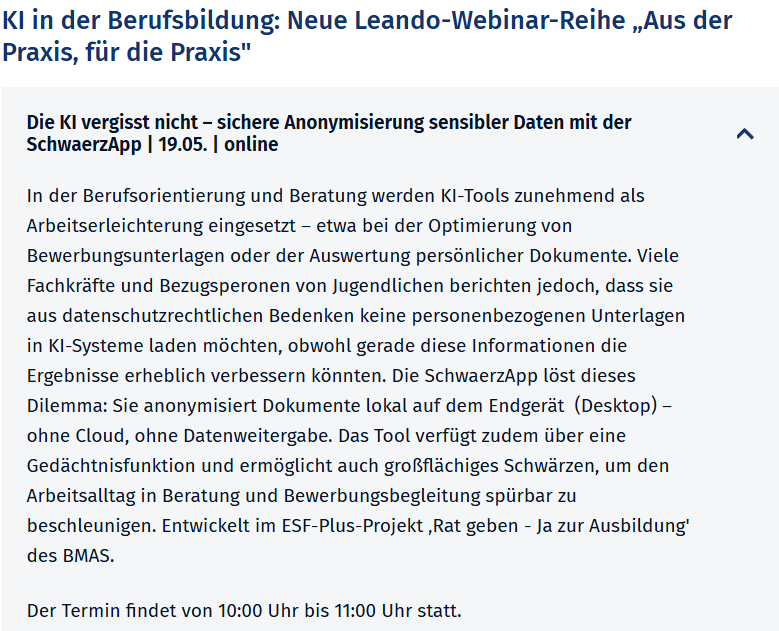 KI in der Berufsbildung: Neue Leando-Webinar-Reihe „Aus der
Praxis, für die Praxis"
Die KI vergisst nicht – sichere Anonymisierung sensibler Daten mit der
SchwaerzApp | 19.05. | online
In der Berufsorientierung und Beratung werden KI-Tools zunehmend als
Arbeitserleichterung eingesetzt – etwa bei der Optimierung von
Bewerbungsunterlagen oder der Auswertung persönlicher Dokumente. Viele
Fachkräfte und Bezugsperonen von Jugendlichen berichten jedoch, dass sie
aus datenschutzrechtlichen Bedenken keine personenbezogenen Unterlagen
in KI-Systeme laden möchten, obwohl gerade diese Informationen die
Ergebnisse erheblich verbessern könnten. Die SchwaerzApp löst dieses
Dilemma: Sie anonymisiert Dokumente lokal auf dem Endgerät  (Desktop) –
ohne Cloud, ohne Datenweitergabe. Das Tool verfügt zudem über eine
Gedächtnisfunktion und ermöglicht auch großflächiges Schwärzen, um den
Arbeitsalltag in Beratung und Bewerbungsbegleitung spürbar zu
beschleunigen. Entwickelt im ESF-Plus-Projekt ‚Rat geben - Ja zur Ausbildung'
des BMAS.
Der Termin findet von 10:00 Uhr bis 11:00 Uhr statt.